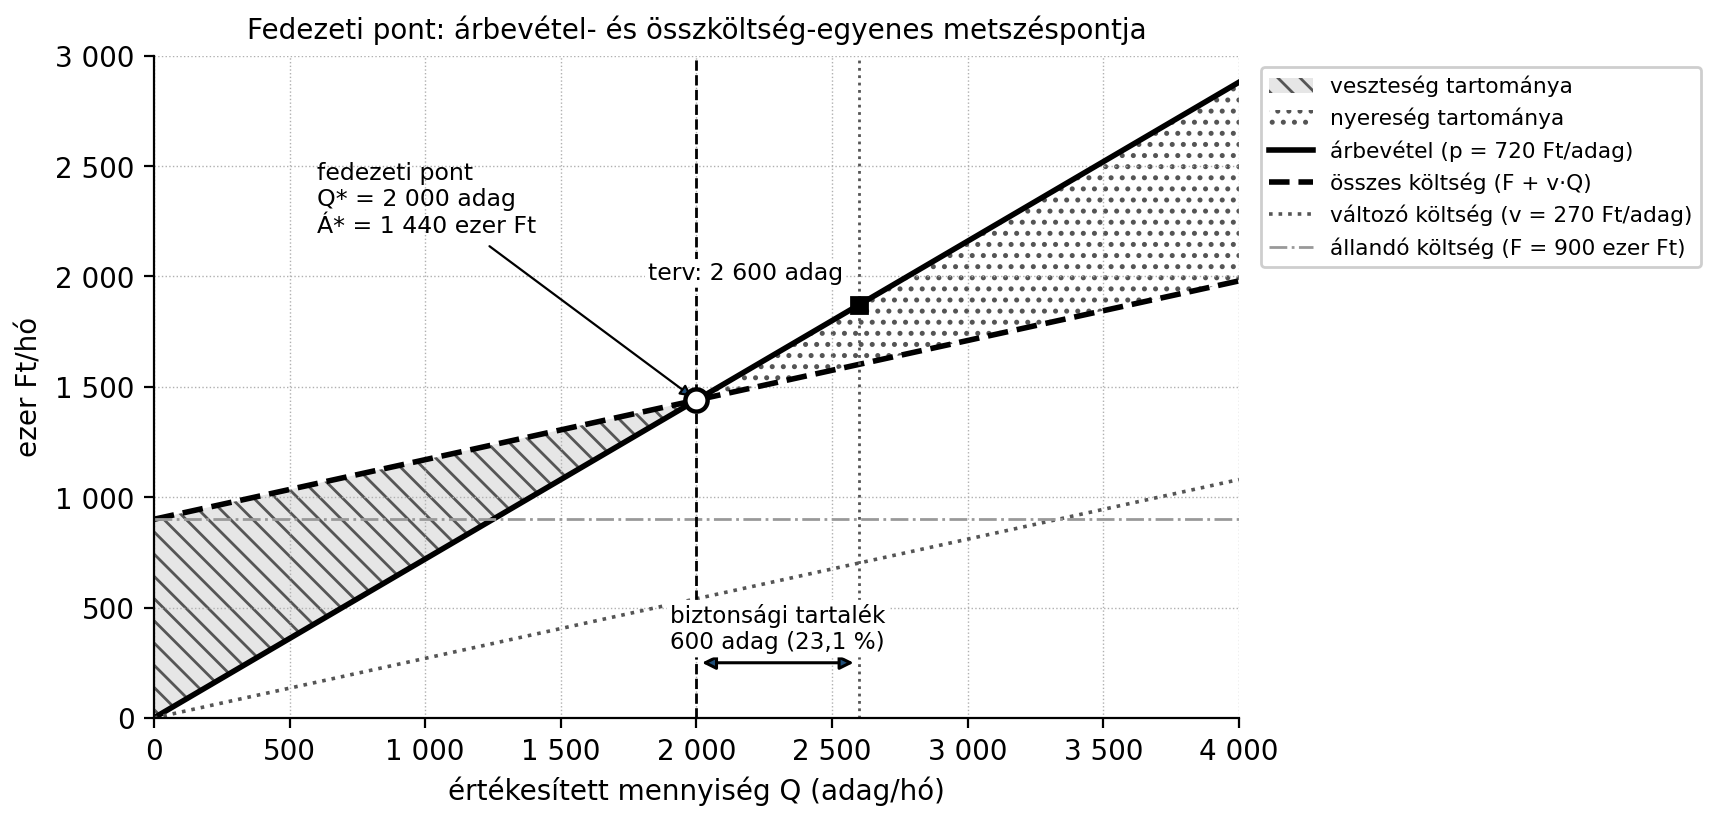 Fedezeti pont: árbevétel- és összköltség-egyenes metszéspontja
3 000
2 500
2 000
1 500
1 000
500
0
ezer Ft/hó
fedezeti pont
Q* = 2 000 adag
Á* = 1 440 ezer Ft
terv: 2 600 adag
biztonsági tartalék
600 adag (23,1 %)
0
500
1 000
1 500
2 000
2 500
3 000
3 500
4 000
értékesített mennyiség Q (adag/hó)
veszteség tartománya
nyereség tartománya
árbevétel (p = 720 Ft/adag)
összes költség (F + v·Q)
változó költség (v = 270 Ft/adag)
állandó költség (F = 900 ezer Ft)